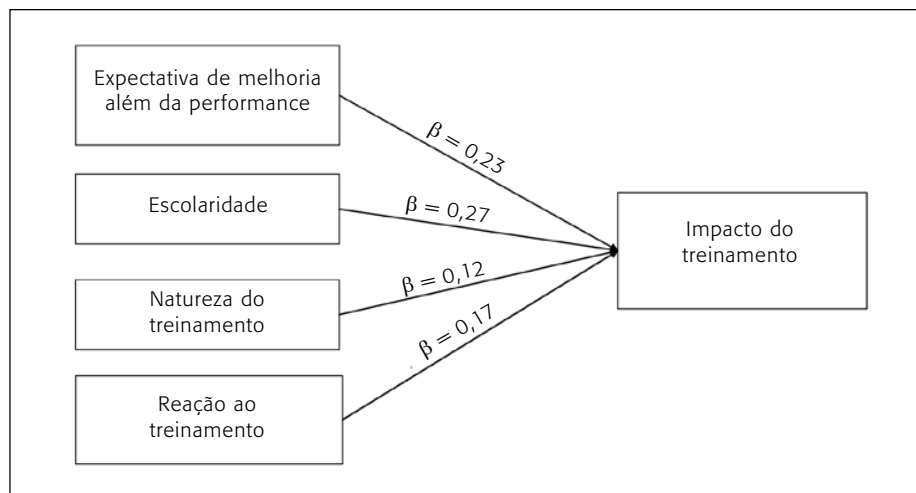 Expectativa de melhoria
além da performance
β = 0,23
Escolaridade
β = 0,27
Impacto do
treinamento
Natureza do
treinamento
β = 0,12
β = 0,17
Reação ao
treinamento